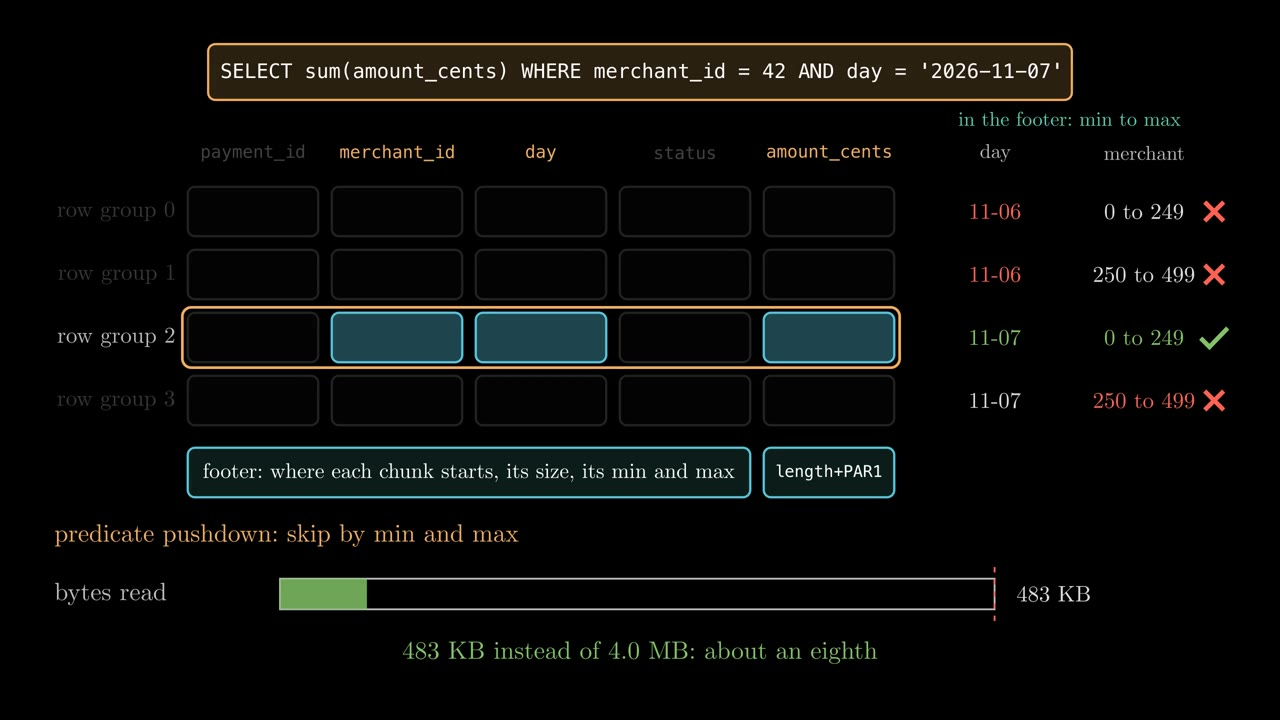 SELECT sum(amount_cents) WHERE merchant_id = 42 AND day = '2026−11−07'
in the footer: min to max
payment_id merchant_id day status amount_cents day merchant
row group 0 11-06 0 to 249
row group 1 11-06 250 to 499
row group 2 11-07 0 to 249
row group 3 11-07 250 to 499
footer: where each chunk starts, its size, its min and max length+PAR1
predicate pushdown: skip by min and max
bytes read 483 KB
483 KB instead of 4.0 MB: about an eighth